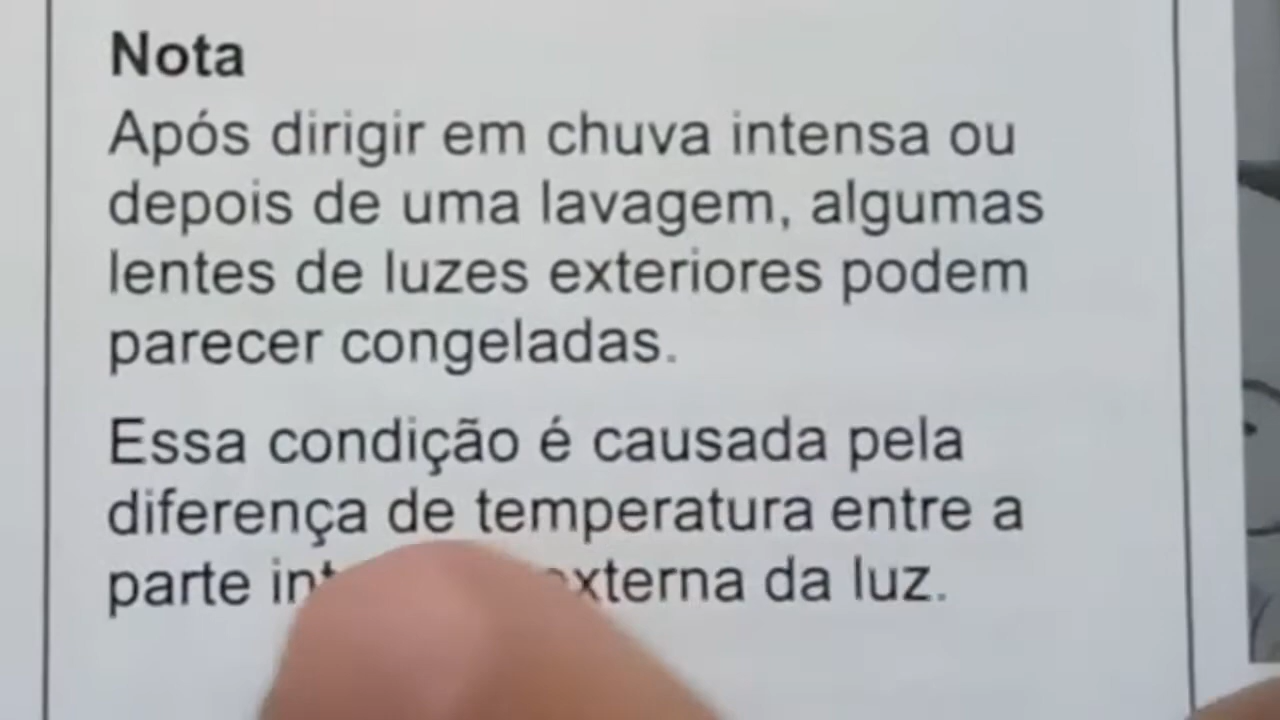 Nota
Após dirigir em chuva intensa ou
depois de uma lavagem, algumas
lentes de luzes exteriores podem
parecer congeladas.
Essa condição é causada pela
diferença de temperatura entre a
parte da luz.